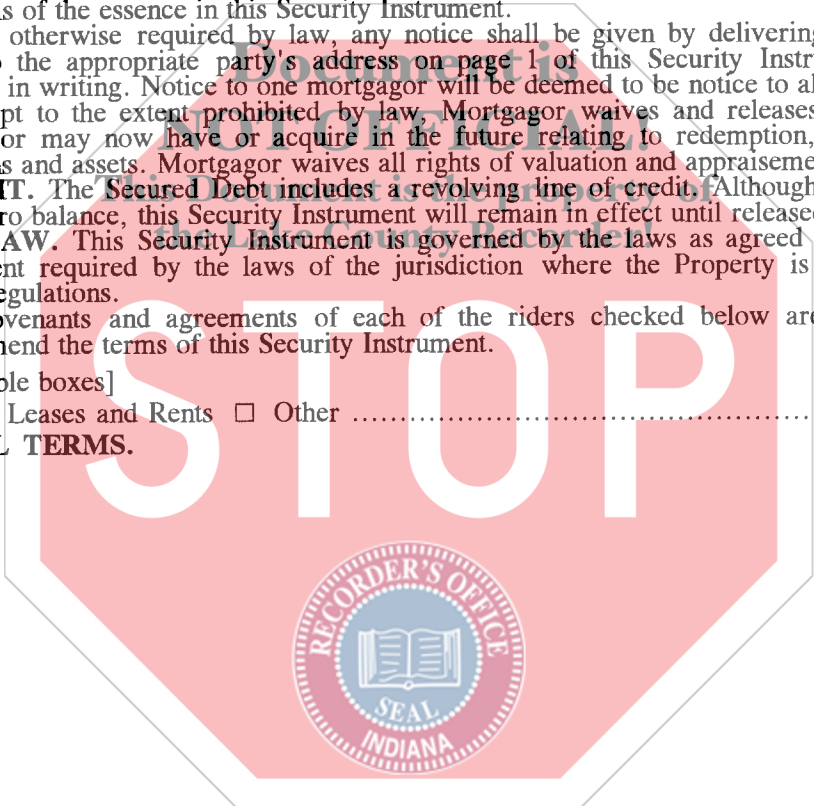 s of the essence in this Security Instrument.
otherwise required by law, any notice shall be given by delivering
the appropriate party's address on page 1 of this Security Instr
in writing. Notice to one mortgagor will be deemed to be notice to al
pt to the extent prohibited by law, Mortgagor waives and releases
or may now have or acquire in the future relating to redemption,
s and assets. Mortgagor waives all rights of valuation and appraiseme
IT. The Secured Debt includes a revolving line of credit. Although
ro balance, this Security Instrument will remain in effect until released
AW. This Security Instrument is governed by the laws as agreed
ent required by the laws of the jurisdiction where the Property is
egulations.
ovenants and agreements of each of the riders checked below are
nend the terms of this Security Instrument.
ble boxes]
Leases and Rents □ Other ..........................................................
L TERMS.
Document is
NOT OFFICIAL!
This Document is the property of
the Lake County Recorder!
STOP
RECORDER'S OFFICE
SEAL
INDIANA